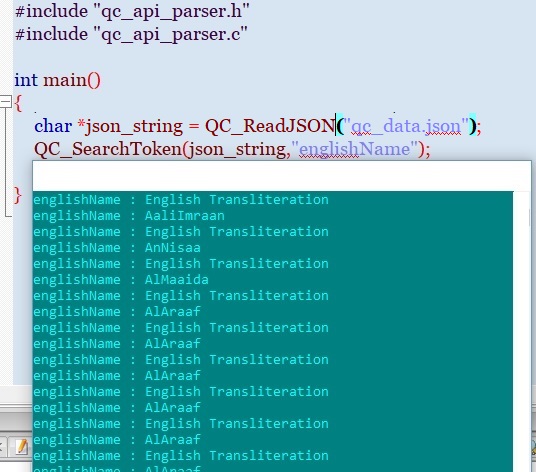 #include "qc_api_parser.h"
#include "qc_api_parser.c"
int main()
{
char *json_string = QC_ReadJSON("qc_data.json");
QC_SearchToken(json_string,"englishName");
}
englishName : English Transliteration
englishName : AaliImraan
englishName : English Transliteration
englishName : AnNisaa
englishName : English Transliteration
englishName : AlMaaida
englishName : English Transliteration
englishName : AlAraaf
englishName : English Transliteration
englishName : AlAraaf
englishName : English Transliteration
englishName : AlAraaf
englishName : English Transliteration
englishName : AlAraaf
englishName : English Transliteration
englishName : AlAraaf
englishName : English Transliteration
englishName : AlAraaf